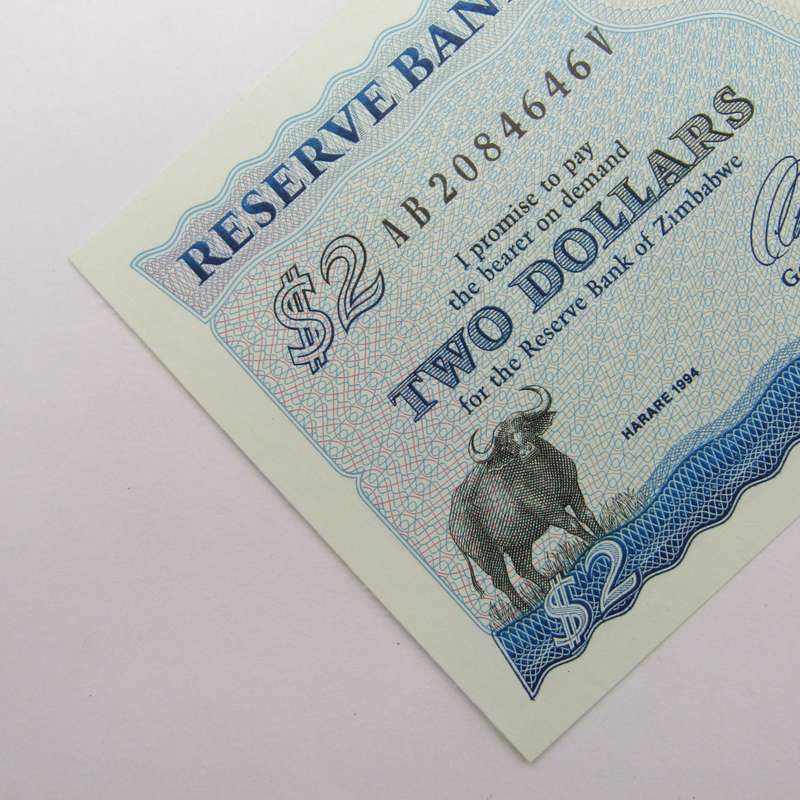 RESERVE BAN
$2
AB2084646V
I promise to pay
the bearer on demand
TWO DOLLARS
for the Reserve Bank of Zimbabwe
HARARE 1994
$2